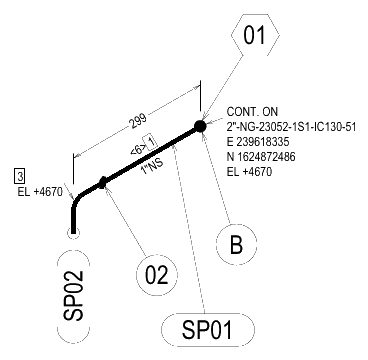 01
299
CONT. ON
2"-NG-23052-1S1-IC130-51
E 239618335
N 1624872486
EL +4670
<6> 1
1"NS
3
EL +4670
B
02
SP02
SP01